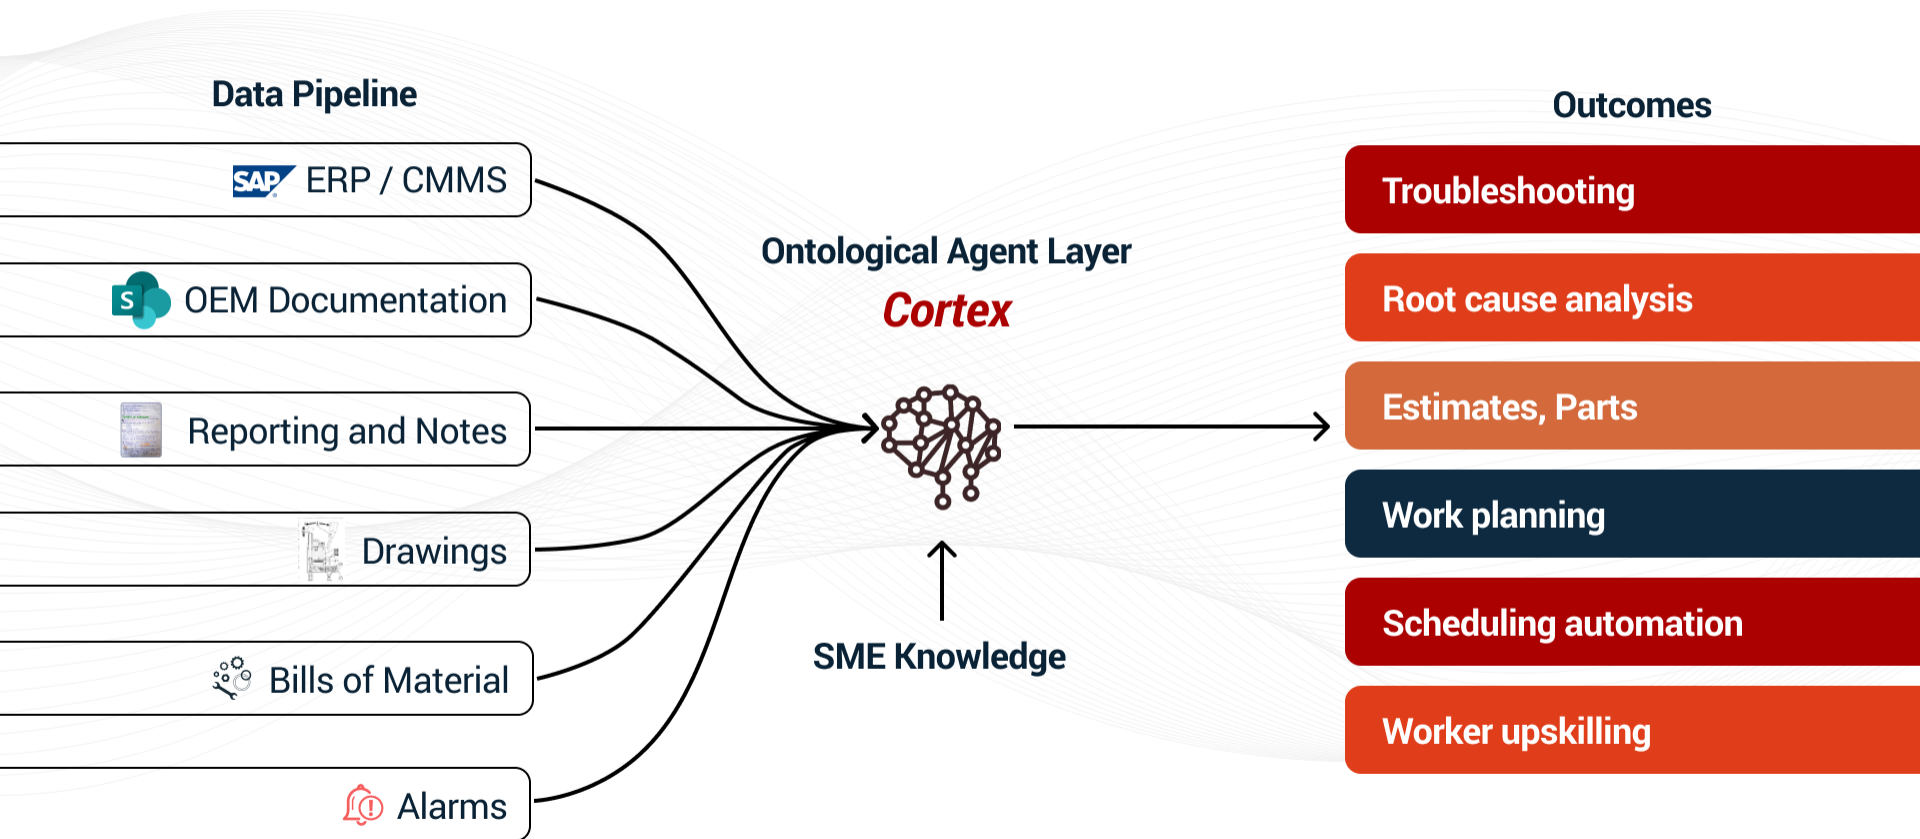 Data Pipeline
SAP ERP / CMMS
S OEM Documentation
Reporting and Notes
Drawings
Bills of Material
Alarms
Ontological Agent Layer
Cortex
SME Knowledge
Outcomes
Troubleshooting
Root cause analysis
Estimates, Parts
Work planning
Scheduling automation
Worker upskilling